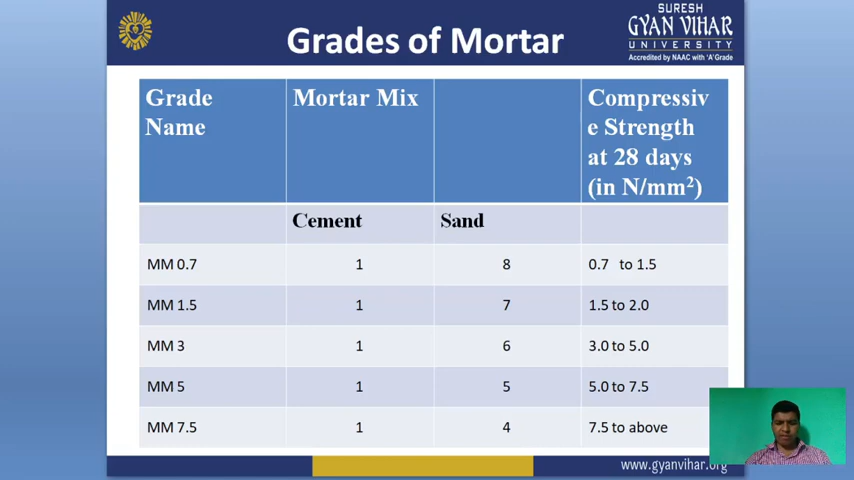 SURESH
GYAN VIHAR
UNIVERSITY
Accredited by NAAC with 'A' Grade
Grades of Mortar
Grade Name Mortar Mix Compressiv
e Strength
at 28 days
(in N/mm²)
Cement Sand
MM 0.7 1 8 0.7 to 1.5
MM 1.5 1 7 1.5 to 2.0
MM 3 1 6 3.0 to 5.0
MM 5 1 5 5.0 to 7.5
MM 7.5 1 4 7.5 to above
www.gyanvihar.org